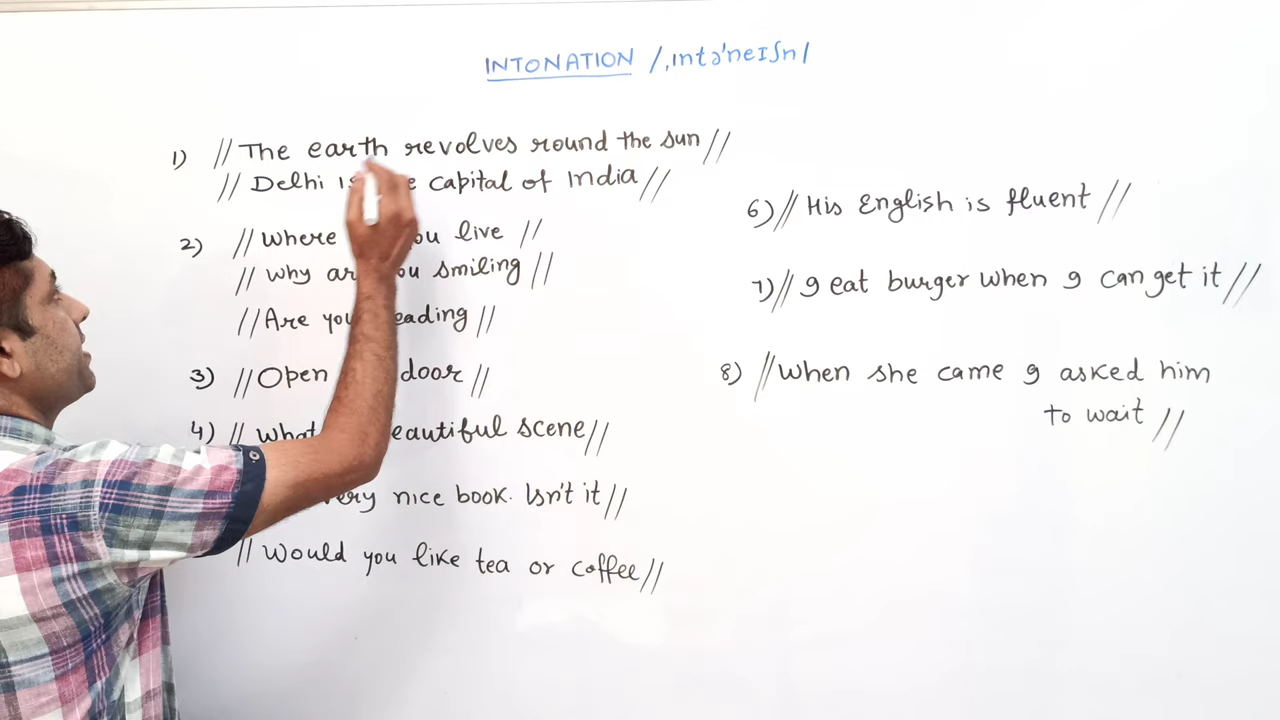 INTONATION /ˌɪntəˈneɪʃn/
1) // The earth revolves round the sun //
// Delhi is capital of India //
2) // Where you live //
// why are you smiling //
// Are you reading //
3) // Open door //
4) // What beautiful scene //
very nice book. Isn't it //
// Would you like tea or coffee //
6) // His English is fluent //
7) // I eat burger when I can get it //
8) // When she came I asked him
to wait //